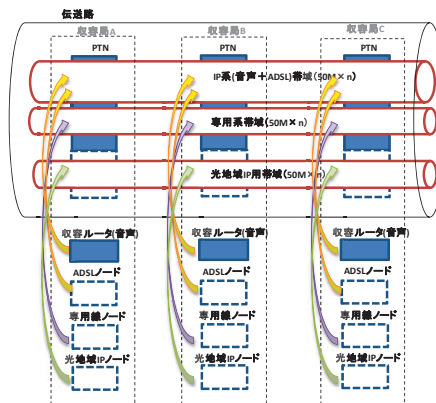 伝送路
収容局A 収容局B 収容局C
PTN PTN PTN
IP系(音声＋ADSL)帯域(50M×n)
専用系帯域(50M×n)
光地域IP用帯域(50M×n)
収容ルータ(音声) 収容ルータ(音声) 収容ルータ(音声)
ADSLノード ADSLノード ADSLノード
専用線ノード 専用線ノード 専用線ノード
光地域IPノード 光地域IPノード 光地域IPノード